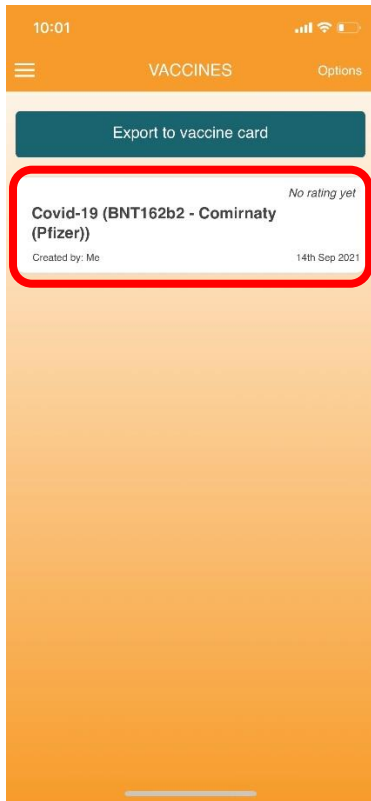 10:01
VACCINES
Options
Export to vaccine card
No rating yet
Covid-19 (BNT162b2 - Comirnaty
(Pfizer))
Created by: Me
14th Sep 2021